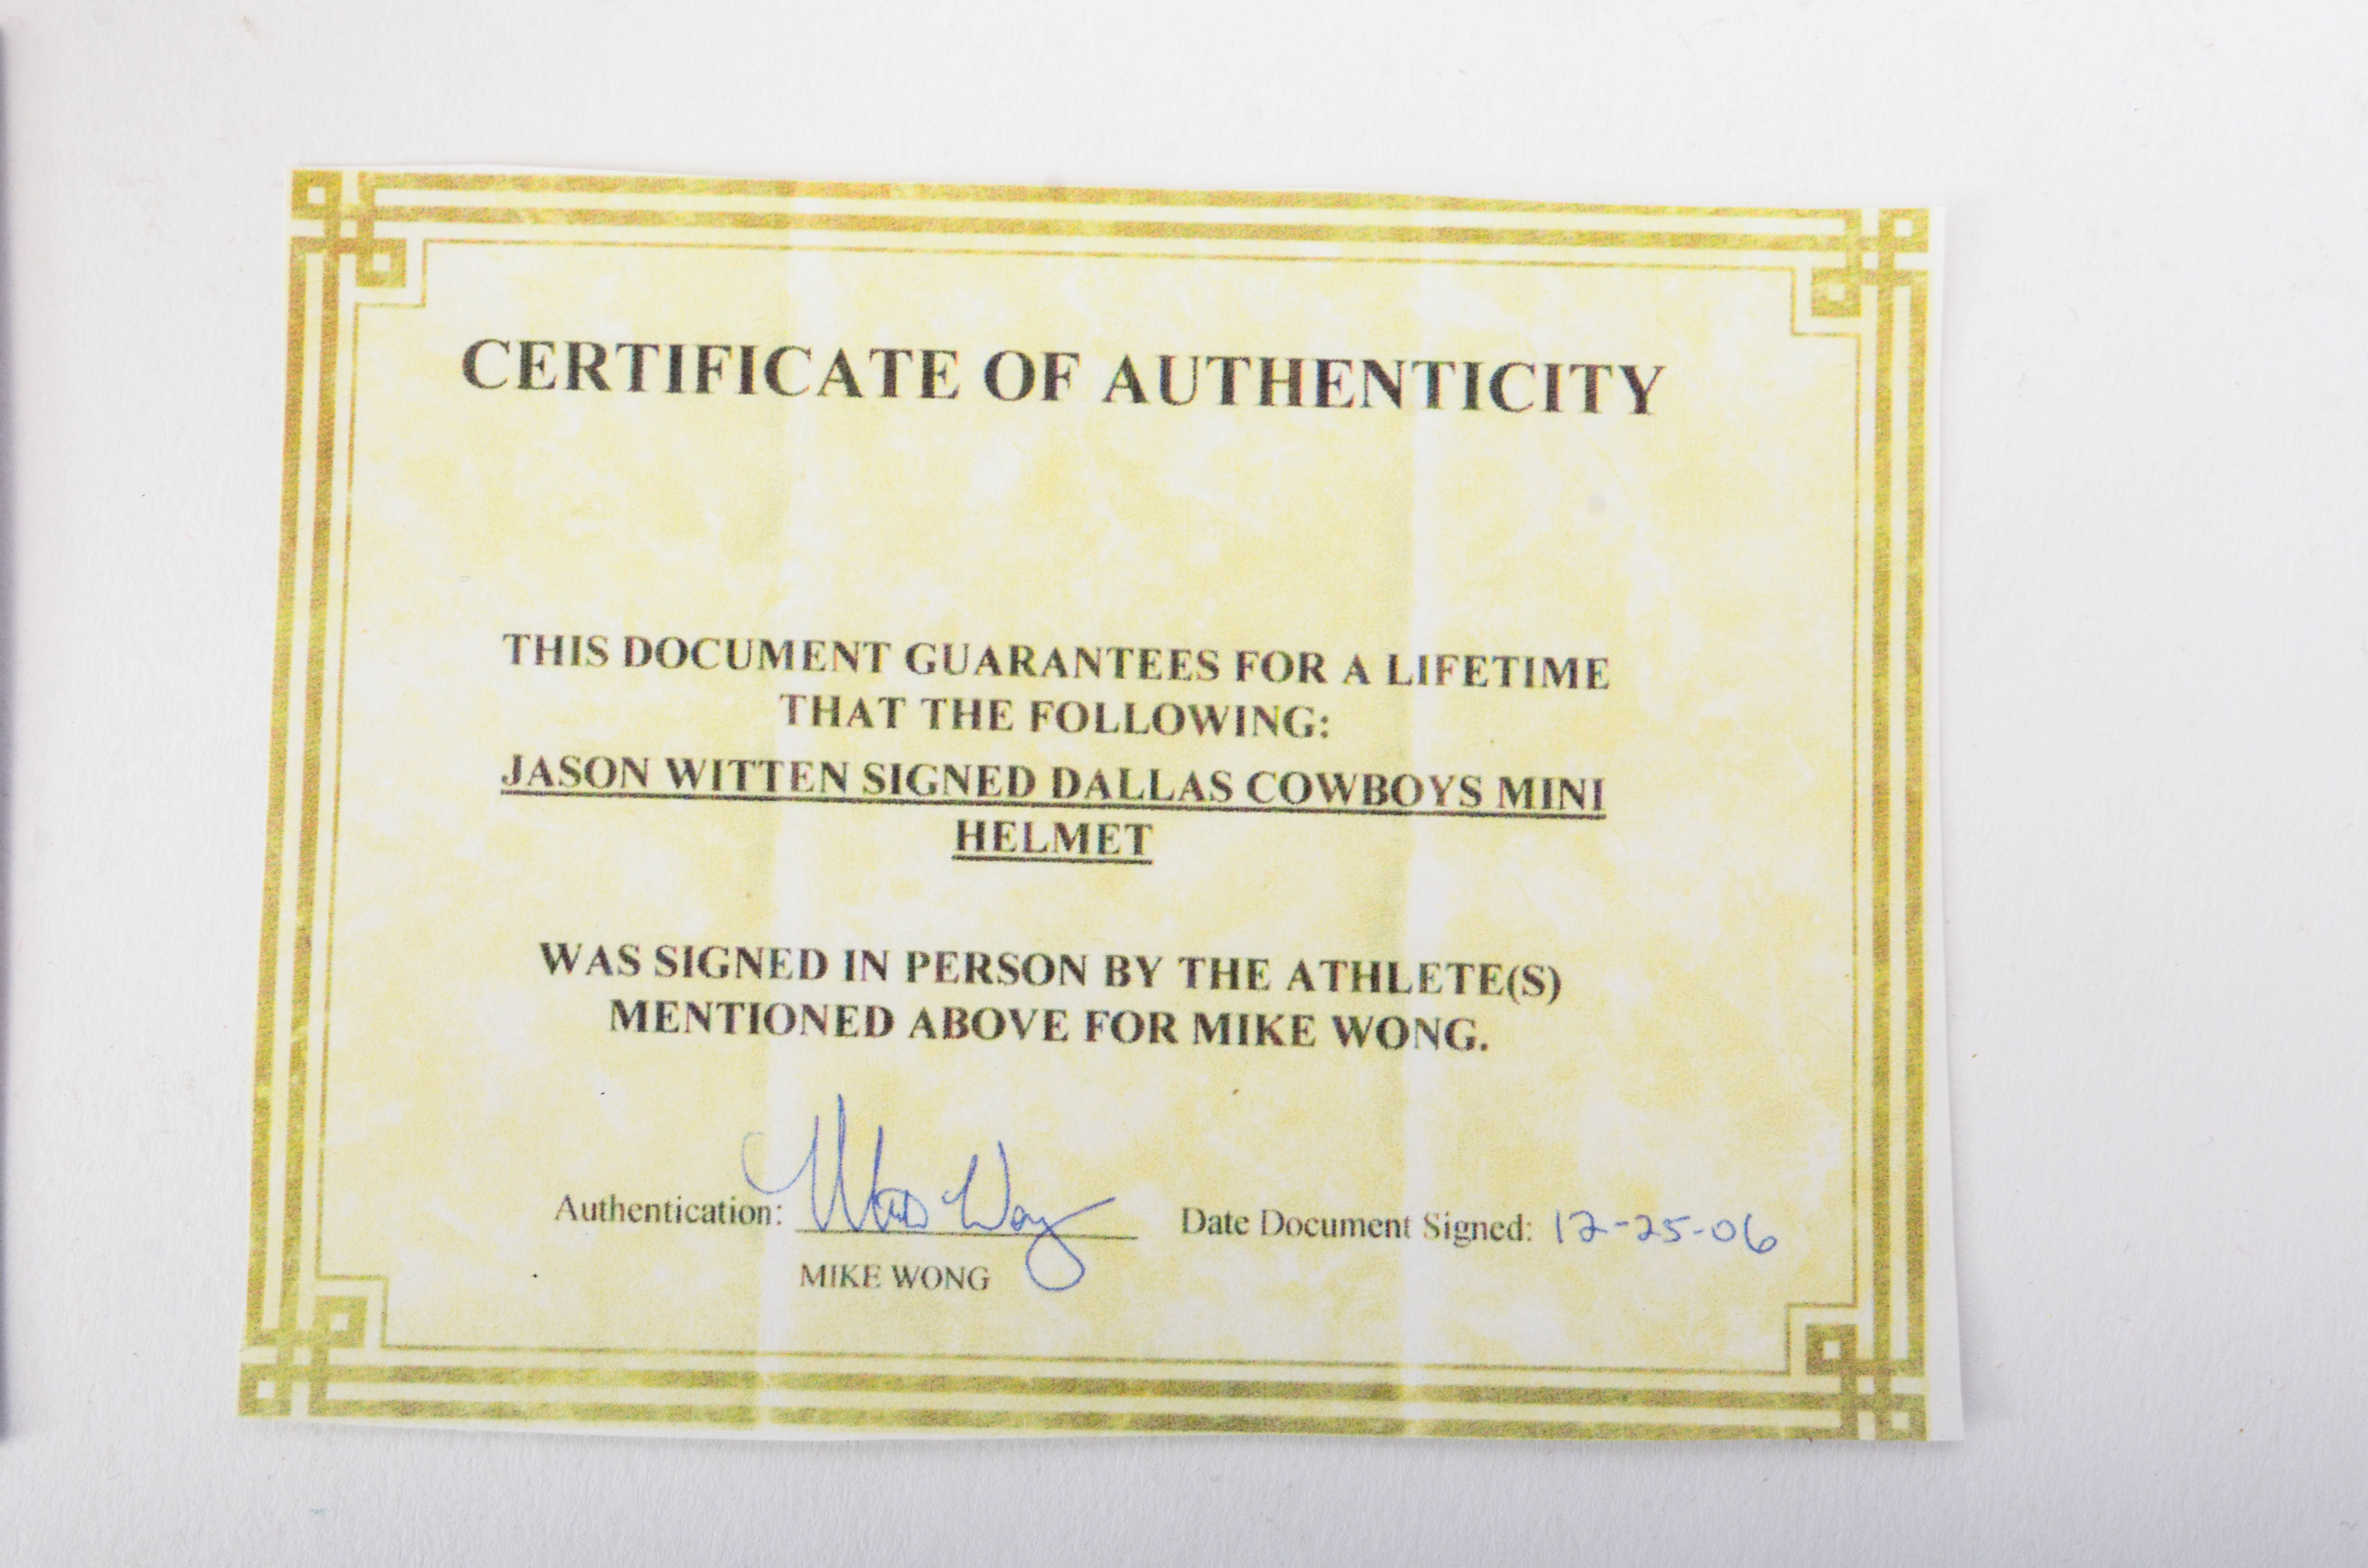 CERTIFICATE OF AUTHENTICITY
THIS DOCUMENT GUARANTEES FOR A LIFETIME
THAT THE FOLLOWING:
JASON WITTEN SIGNED DALLAS COWBOYS MINI
HELMET
WAS SIGNED IN PERSON BY THE ATHLETE(S)
MENTIONED ABOVE FOR MIKE WONG.
Authentication: Mike Wong Date Document Signed: 12-25-06
MIKE WONG